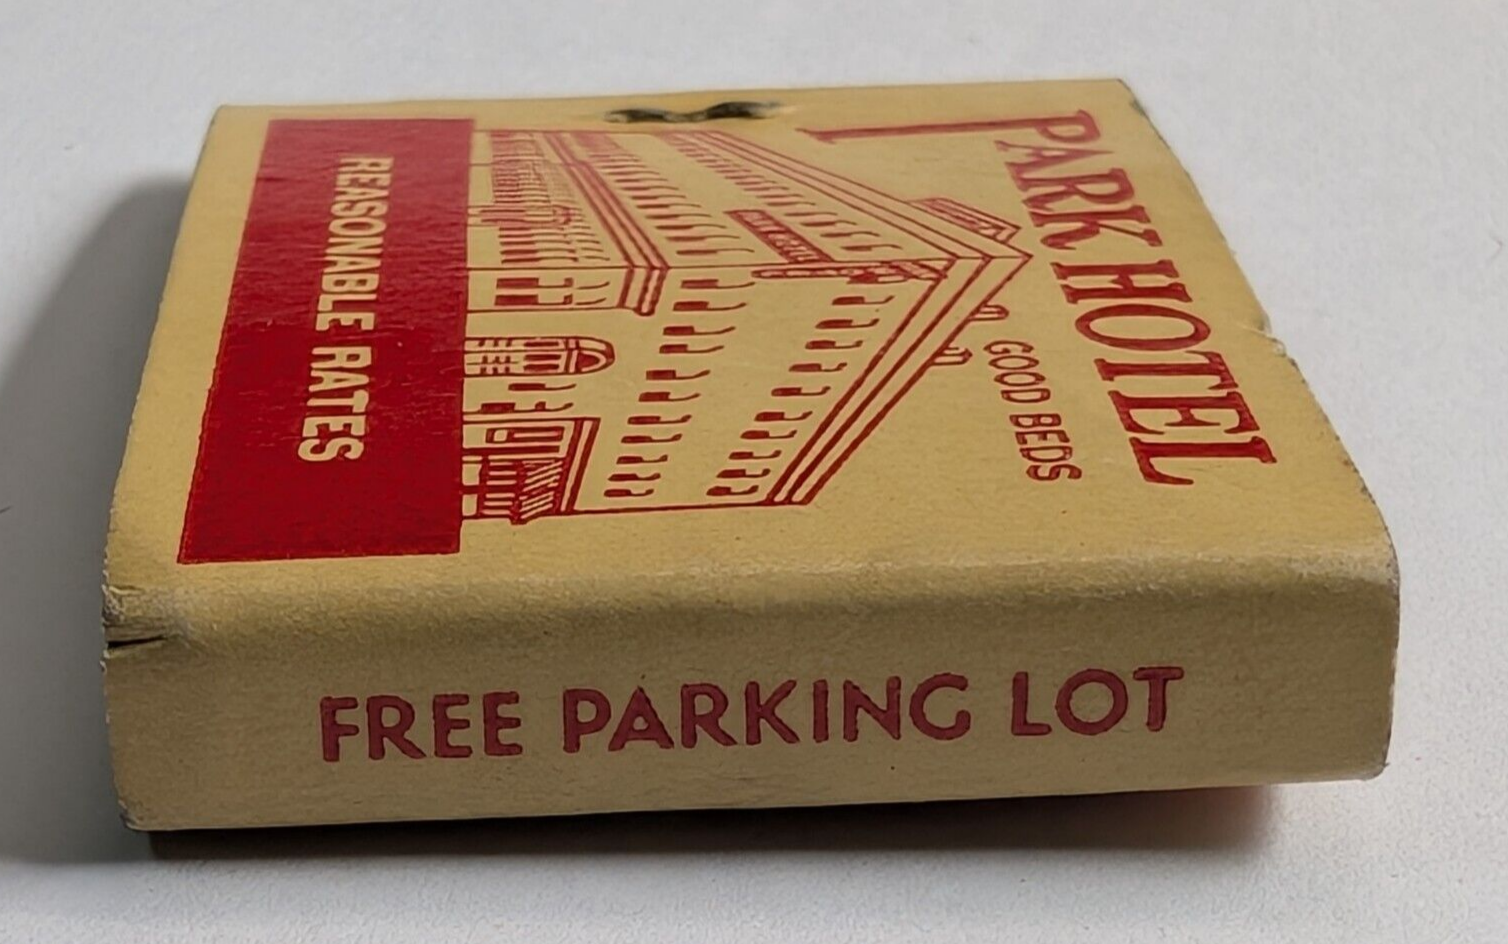 PARK HOTEL
GOOD BEDS
REASONABLE RATES
FREE PARKING LOT